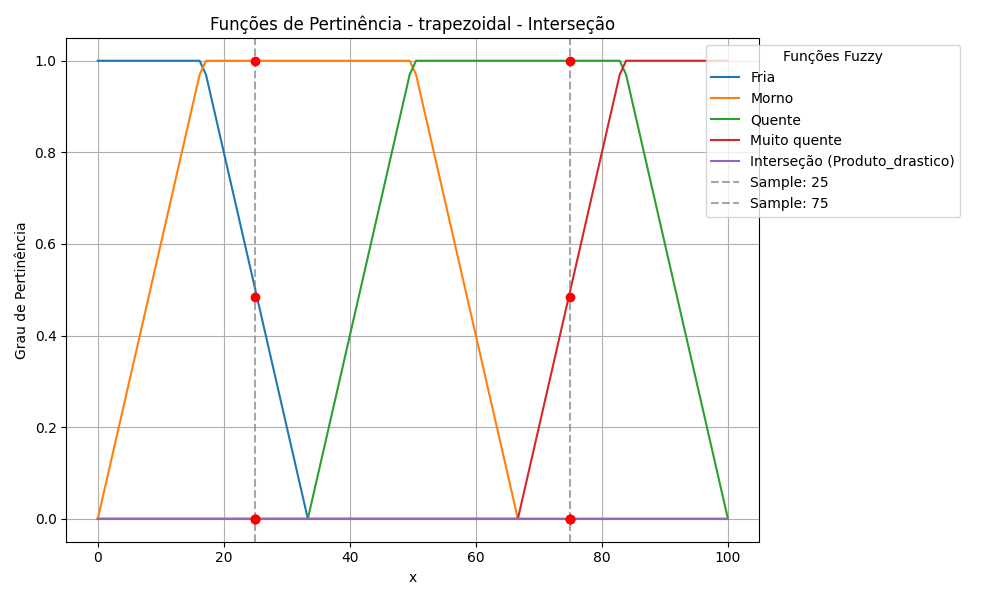 Funções de Pertinência - trapezoidal - Interseção
Grau de Pertinência
1.0
0.8
0.6
0.4
0.2
0.0
0
20
40
60
80
100
x
Funções Fuzzy
Fria
Morno
Quente
Muito quente
Interseção (Produto_drastico)
Sample: 25
Sample: 75